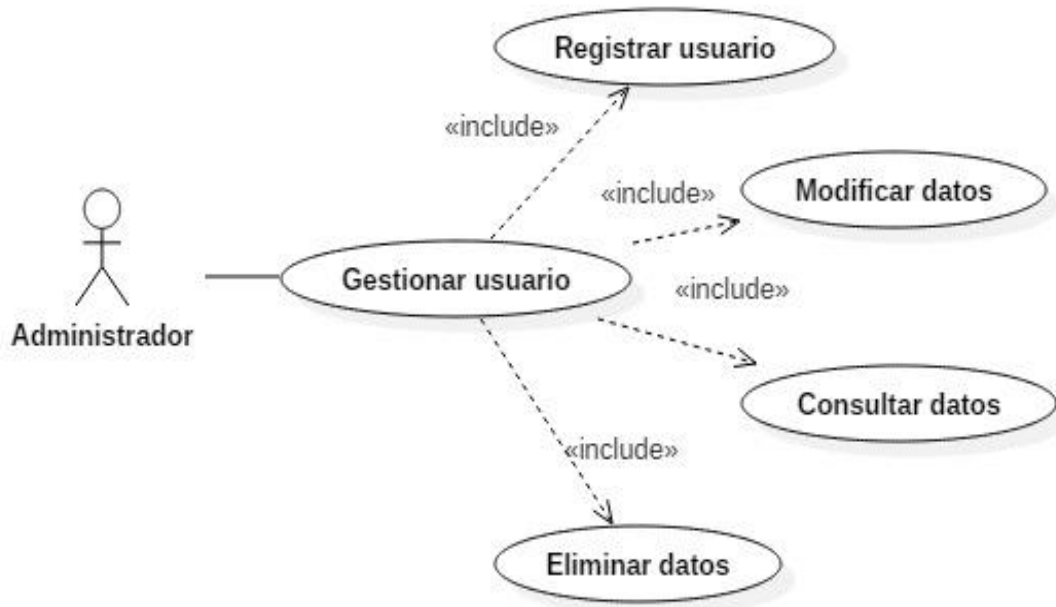 Registrar usuario
«include»
«include»
Modificar datos
Gestionar usuario
«include»
Administrador
Consultar datos
«include»
Eliminar datos